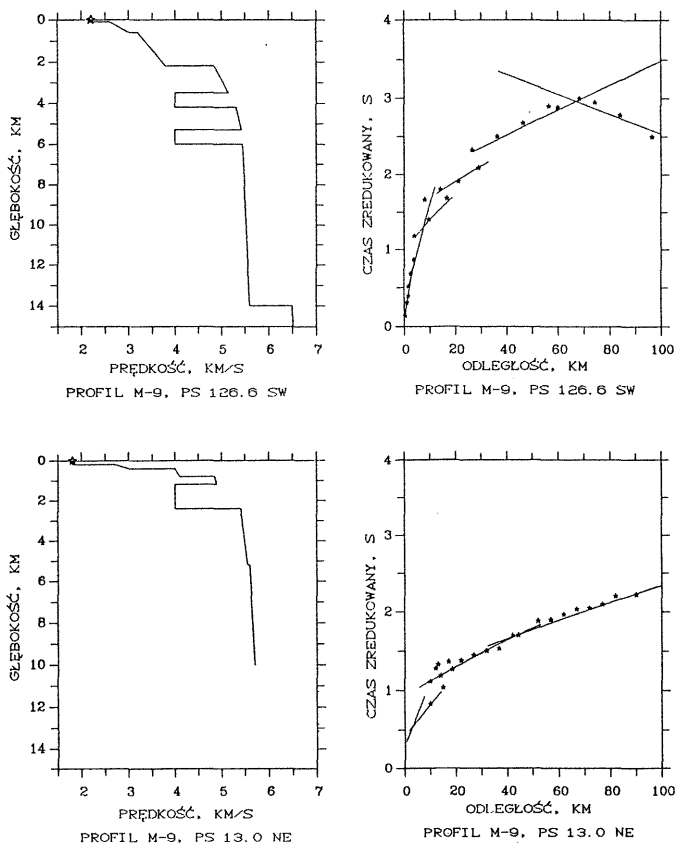 0
2
4
6
8
10
12
14
GŁĘBOKOŚĆ, KM
2 3 4 5 6 7
PRĘDKOŚĆ, KM/S
PROFIL M-9, PS 126.6 SW
4
3
2
1
0
CZAS ZREDUKOWANY, S
0 20 40 60 80 100
ODLEGŁOŚĆ, KM
PROFIL M-9, PS 126.6 SW
0
2
4
6
8
10
12
14
GŁĘBOKOŚĆ, KM
2 3 4 5 6 7
PRĘDKOŚĆ, KM/S
PROFIL M-9, PS 13.0 NE
4
3
2
1
0
CZAS ZREDUKOWANY, S
0 20 40 60 80 100
ODLEGŁOŚĆ, KM
PROFIL M-9, PS 13.0 NE